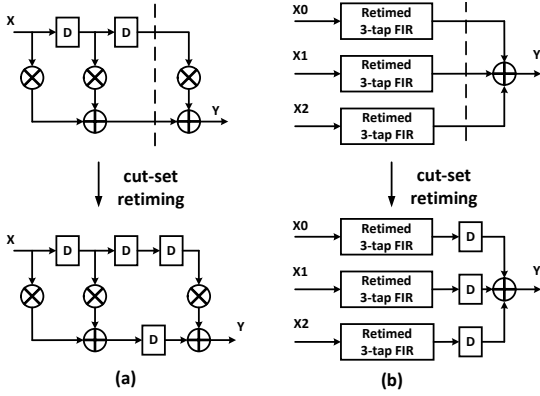 X
D
D
Y
cut-set
retiming
X
D
D
D
D
Y
(a)
X0
Retimed
3-tap FIR
X1
Retimed
3-tap FIR
Y
X2
Retimed
3-tap FIR
cut-set
retiming
X0
Retimed
3-tap FIR
D
X1
Retimed
3-tap FIR
D
Y
X2
Retimed
3-tap FIR
D
(b)